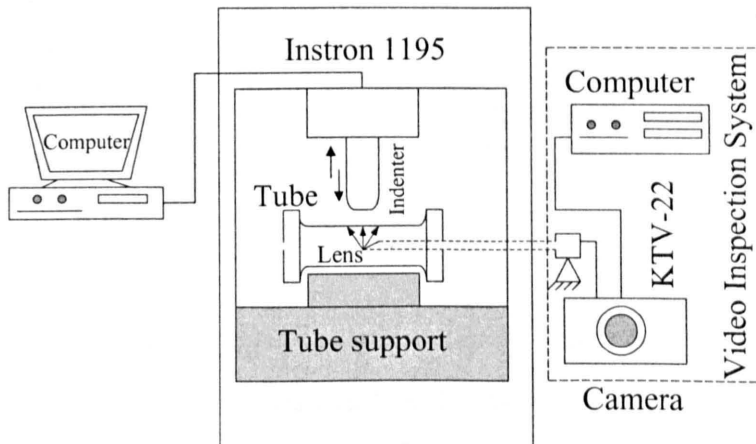 Instron 1195
Computer
Indenter
Tube
Lens
Tube support
Computer
KTV-22
Video Inspection System
Camera